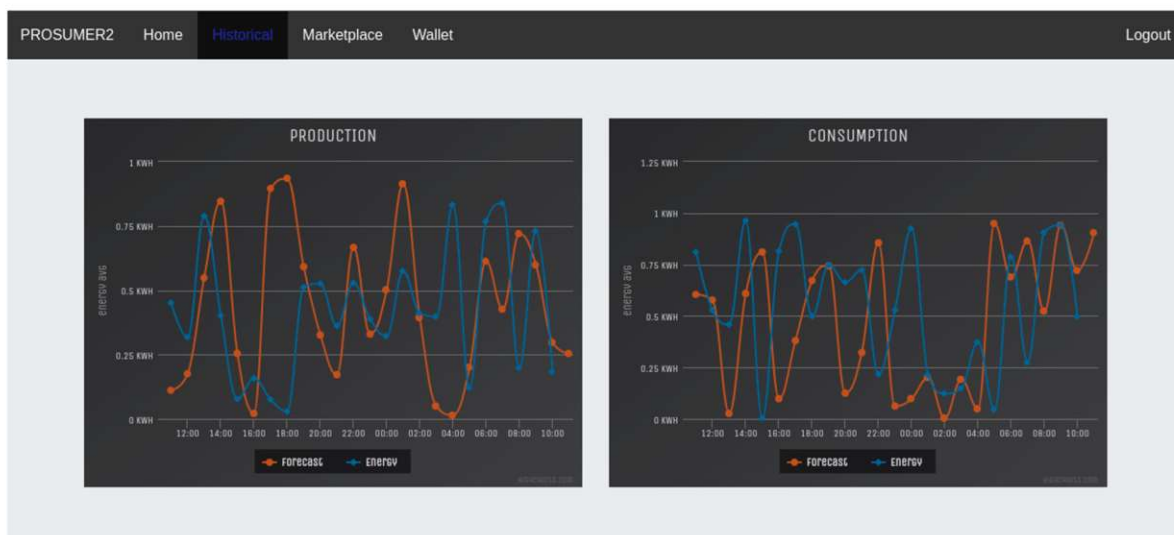 PROSUMER2 Home Historical Marketplace Wallet Logout
PRODUCTION
1 KWH
0.75 KWH
0.5 KWH
0.25 KWH
0 KWH
energy avg
12:00 14:00 16:00 18:00 20:00 22:00 00:00 02:00 04:00 06:00 08:00 10:00
Forecast Energy
CONSUMPTION
1.25 KWH
1 KWH
0.75 KWH
0.5 KWH
0.25 KWH
0 KWH
energy avg
12:00 14:00 16:00 18:00 20:00 22:00 00:00 02:00 04:00 06:00 08:00 10:00
Forecast Energy